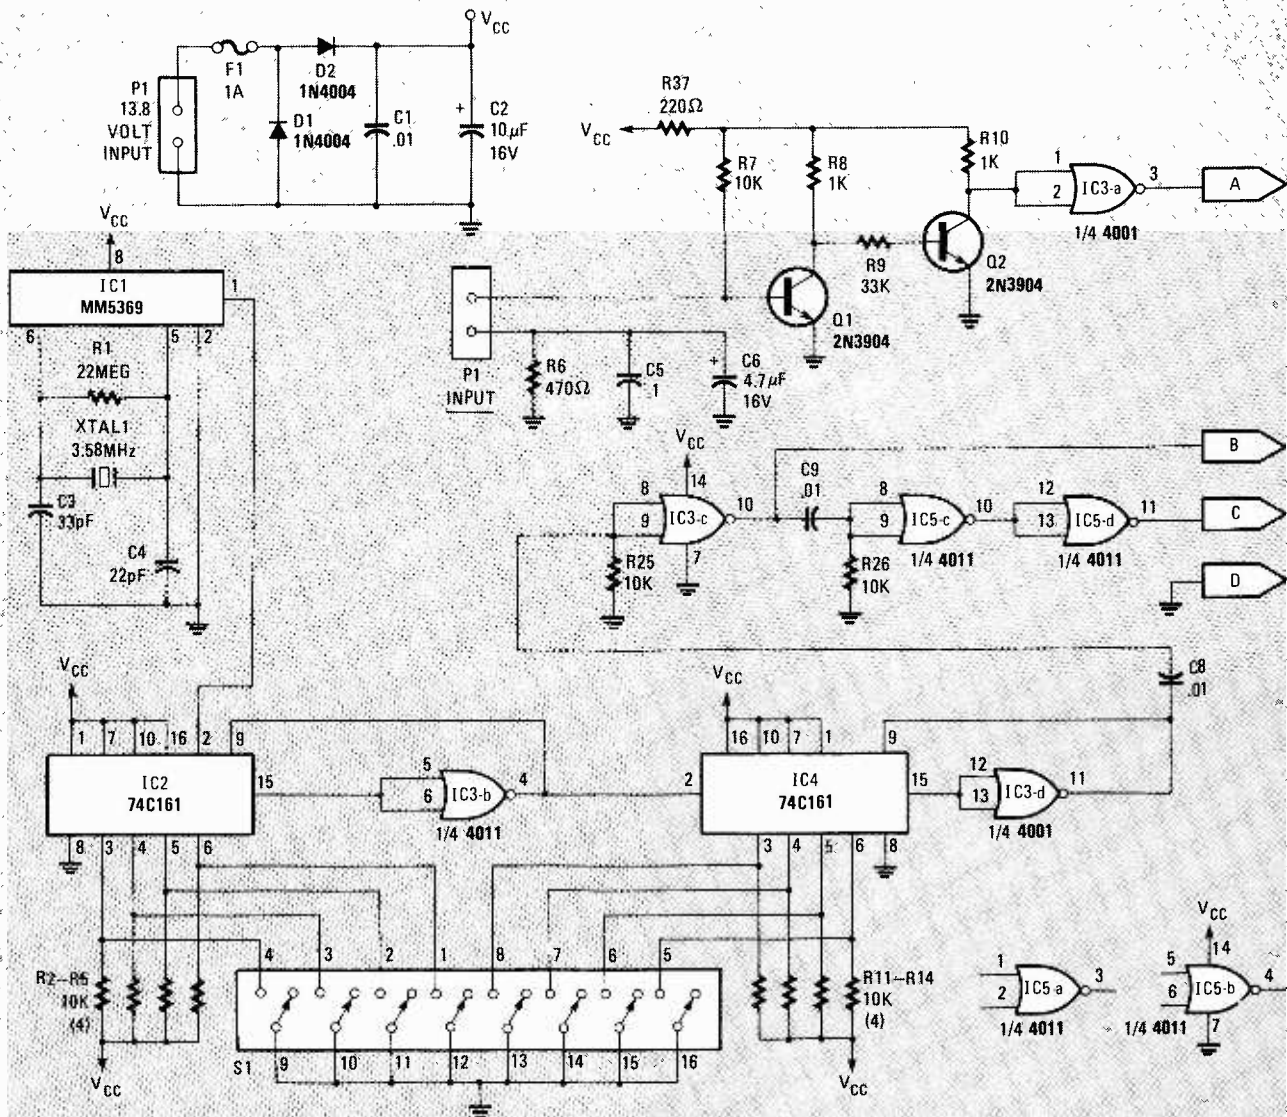 VCC
F1
1A
D2
1N4004
P1
13.8
VOLT
INPUT
D1
1N4004
C1
.01
+
C2
10μF
16V
R37
220Ω
VCC
R7
10K
R8
1K
R10
1K
1
2
IC3-a
3
A
1/4 4001
R9
33K
Q2
2N3904
Q1
2N3904
VCC
8
IC1
MM5369
1
6
5
2
R1
22MEG
XTAL1
3.58MHz
C3
33pF
C4
22pF
P1
INPUT
R6
470Ω
C5
.1
+
C6
4.7μF
16V
VCC
14
8
9
IC3-c
10
7
R25
10K
C9
.01
8
9
IC5-c
10
1/4 4011
R26
10K
12
13
IC5-d
11
1/4 4011
B
C
D
VCC
1
7
10
16
2
9
IC2
74C161
15
8
3
4
5
6
5
6
IC3-b
4
1/4 4011
VCC
16
10
7
1
9
2
IC4
74C161
15
3
4
5
6
8
12
13
IC3-d
11
1/4 4001
C8
.01
R2–R5
10K
(4)
VCC
4
3
2
1
8
7
6
5
S1
9
10
11
12
13
14
15
16
R11–R14
10K
(4)
VCC
1
2
IC5-a
3
1/4 4011
VCC
14
5
6
IC5-b
4
7
1/4 4011